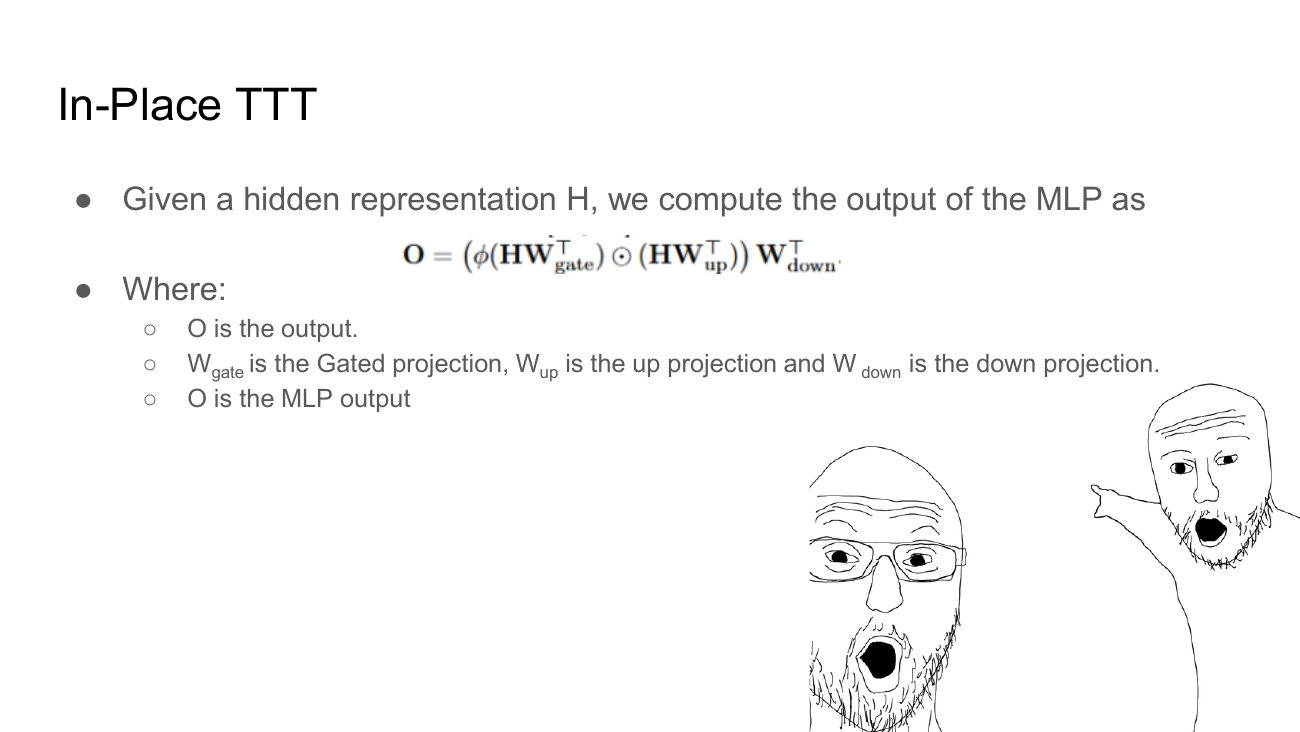 In-Place TTT
● Given a hidden representation H, we compute the output of the MLP as
O = (ϕ(HW⊤gate) ⊙ (HW⊤up)) W⊤down.
● Where:
○ O is the output.
○ Wgate is the Gated projection, Wup is the up projection and W down is the down projection.
○ O is the MLP output